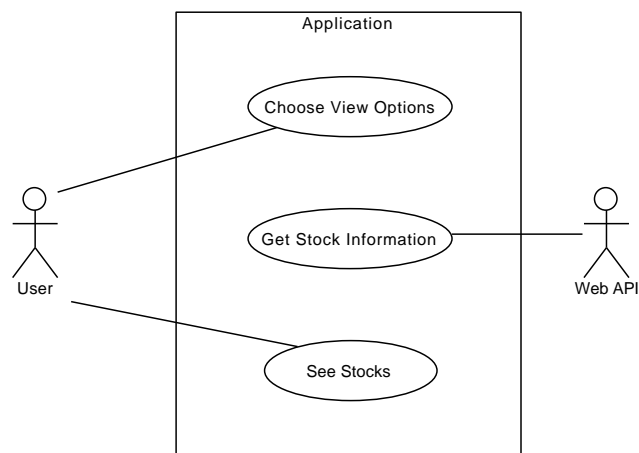 Application
Choose View Options
Get Stock Information
User
Web API
See Stocks